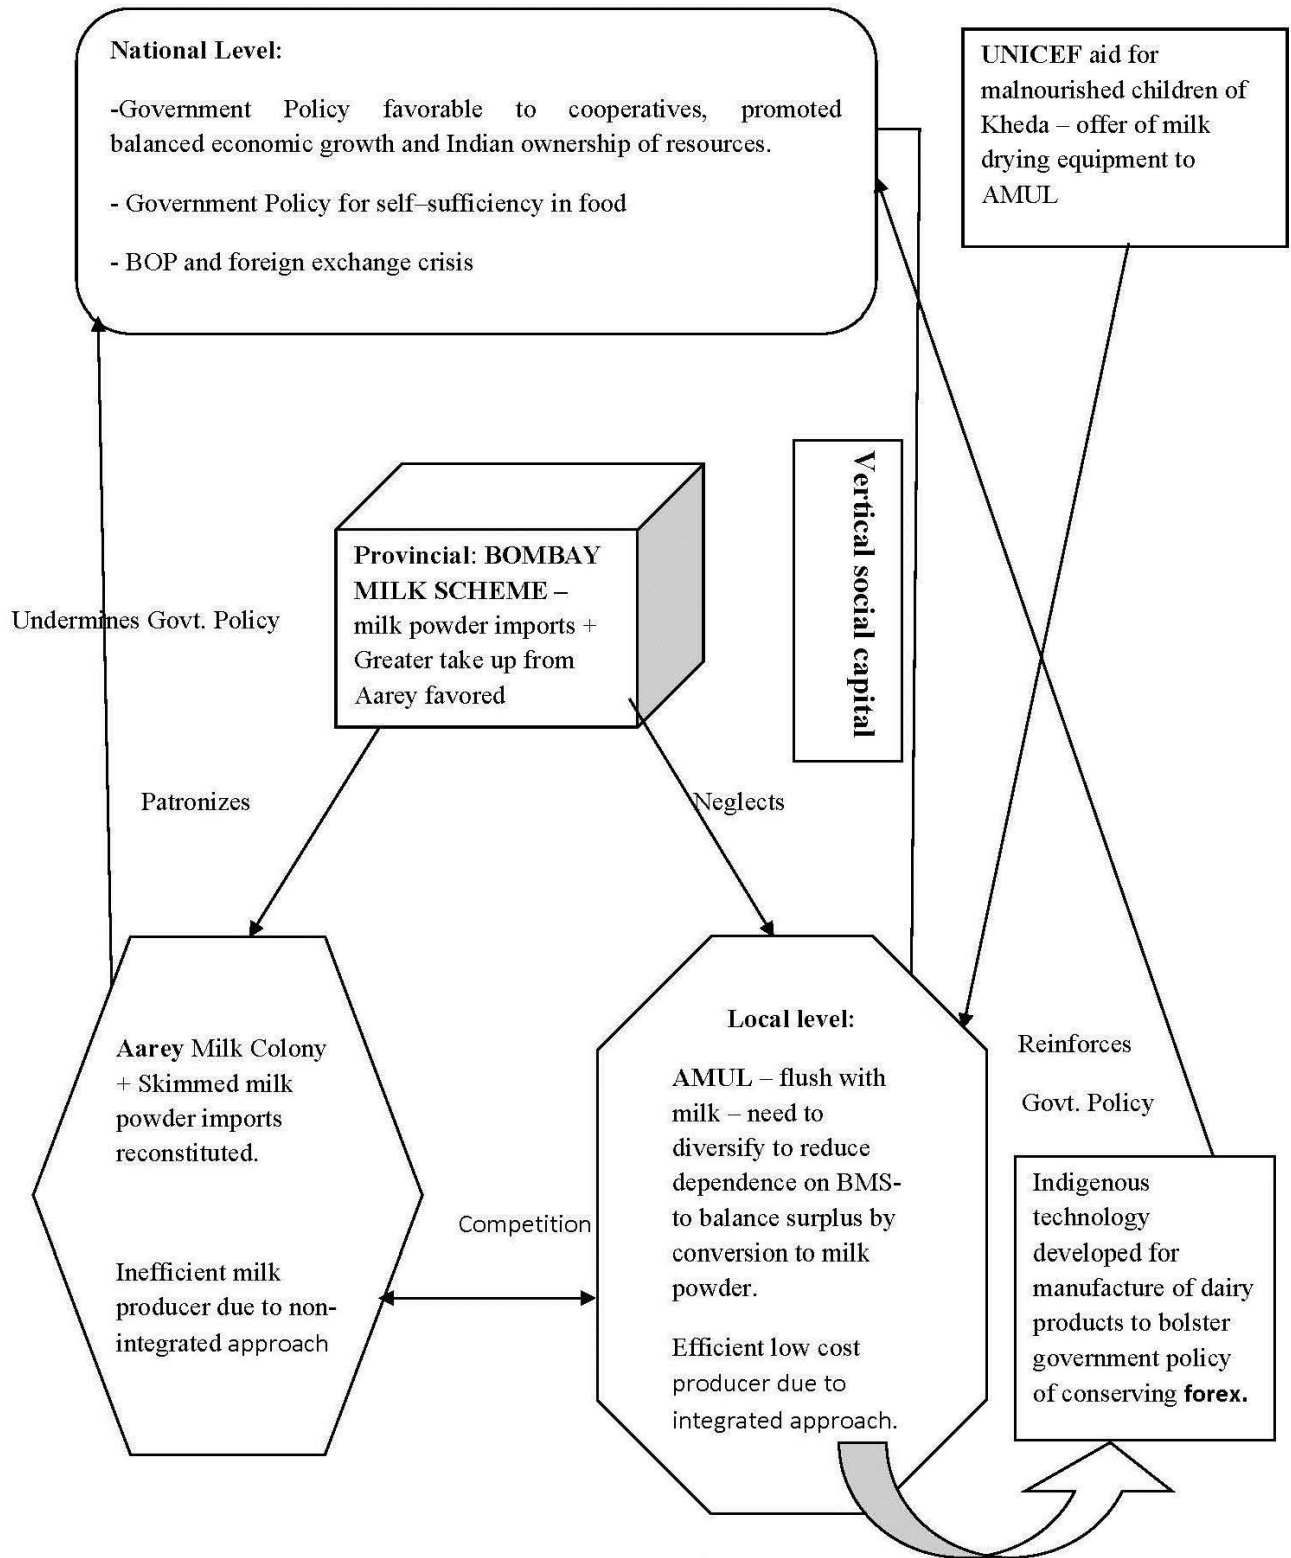 National Level:
-Government Policy favorable to cooperatives, promoted
balanced economic growth and Indian ownership of resources.
- Government Policy for self–sufficiency in food
- BOP and foreign exchange crisis
UNICEF aid for
malnourished children of
Kheda – offer of milk
drying equipment to
AMUL
Vertical social capital
Provincial: BOMBAY
MILK SCHEME –
milk powder imports +
Greater take up from
Aarey favored
Undermines Govt. Policy
Patronizes
Neglects
Aarey Milk Colony
+ Skimmed milk
powder imports
reconstituted.
Inefficient milk
producer due to non-
integrated approach
Competition
Local level:
AMUL – flush with
milk – need to
diversify to reduce
dependence on BMS-
to balance surplus by
conversion to milk
powder.
Efficient low cost
producer due to
integrated approach.
Reinforces
Govt. Policy
Indigenous
technology
developed for
manufacture of dairy
products to bolster
government policy
of conserving forex.